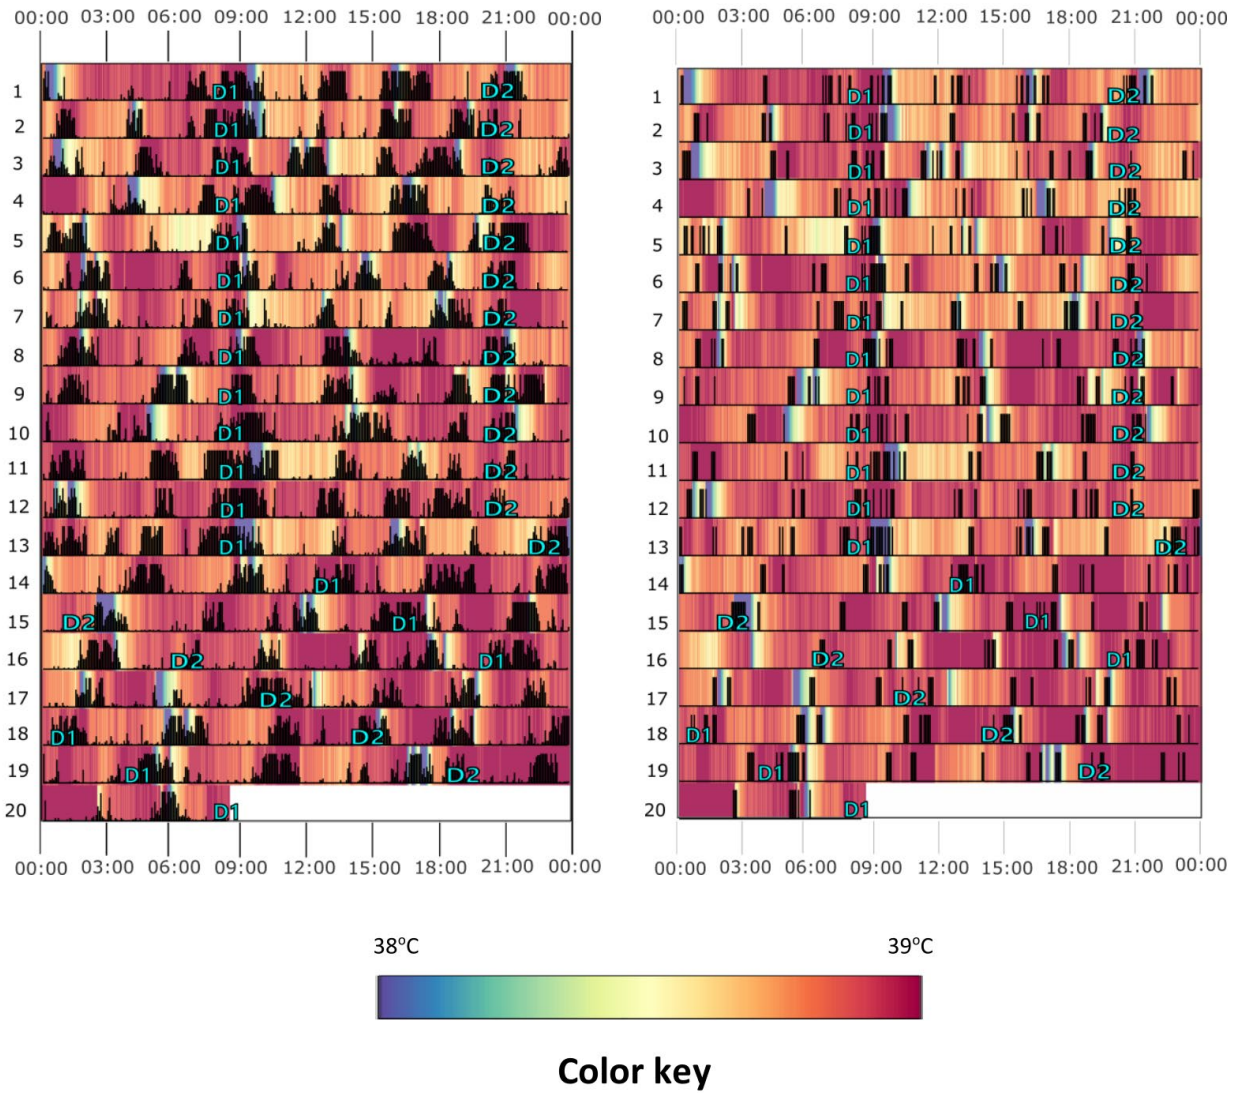 00:00 03:00 06:00 09:00 12:00 15:00 18:00 21:00 00:00
00:00 03:00 06:00 09:00 12:00 15:00 18:00 21:00 00:00
1 D1 D2
2 D1 D2
3 D1 D2
4 D1 D2
5 D1 D2
6 D1 D2
7 D1 D2
8 D1 D2
9 D1 D2
10 D1 D2
11 D1 D2
12 D1 D2
13 D1 D2
14 D1
15 D2 D1
16 D2 D1
17 D2
18 D1 D2
19 D1 D2
20 D1
1 D1 D2
2 D1 D2
3 D1 D2
4 D1 D2
5 D1 D2
6 D1 D2
7 D1 D2
8 D1 D2
9 D1 D2
10 D1 D2
11 D1 D2
12 D1 D2
13 D1 D2
14 D1
15 D2 D1
16 D2 D1
17 D2
18 D1 D2
19 D1 D2
20 D1
00:00 03:00 06:00 09:00 12:00 15:00 18:00 21:00 00:00
00:00 03:00 06:00 09:00 12:00 15:00 18:00 21:00 00:00
38°C 39°C
Color key